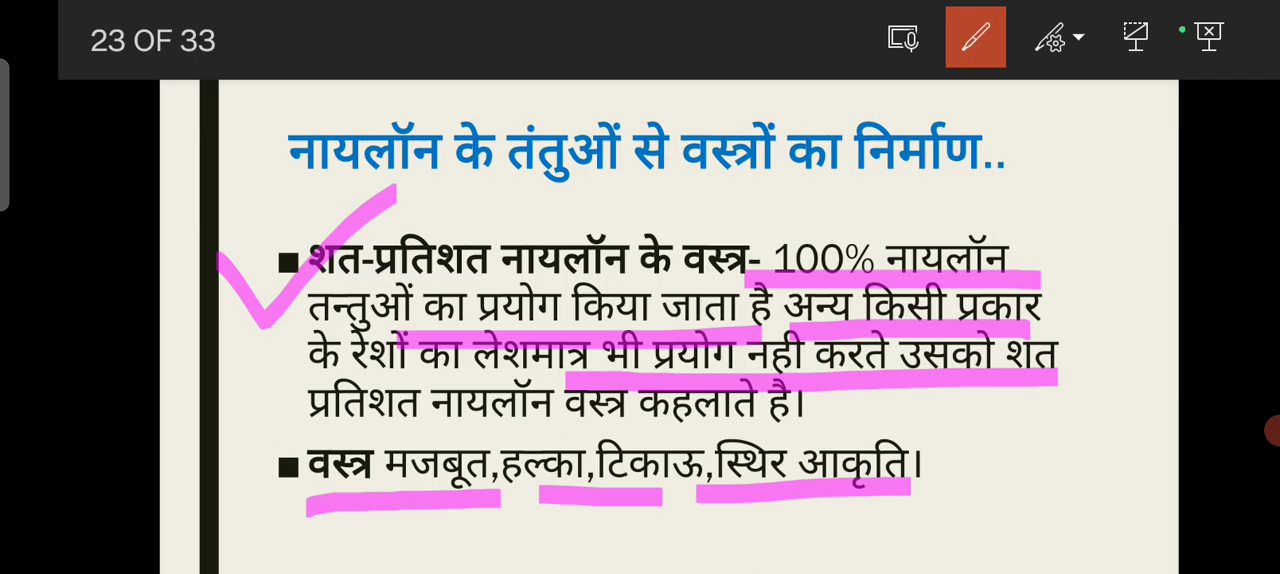 23 OF 33
नायलॉन के तंतुओं से वस्त्रों का निर्माण..
■ शत-प्रतिशत नायलॉन के वस्त्र- 100% नायलॉन
तन्तुओं का प्रयोग किया जाता है अन्य किसी प्रकार
के रेशों का लेशमात्र भी प्रयोग नही करते उसको शत
प्रतिशत नायलॉन वस्त्र कहलाते है।
■ वस्त्र मजबूत,हल्का,टिकाऊ,स्थिर आकृति।